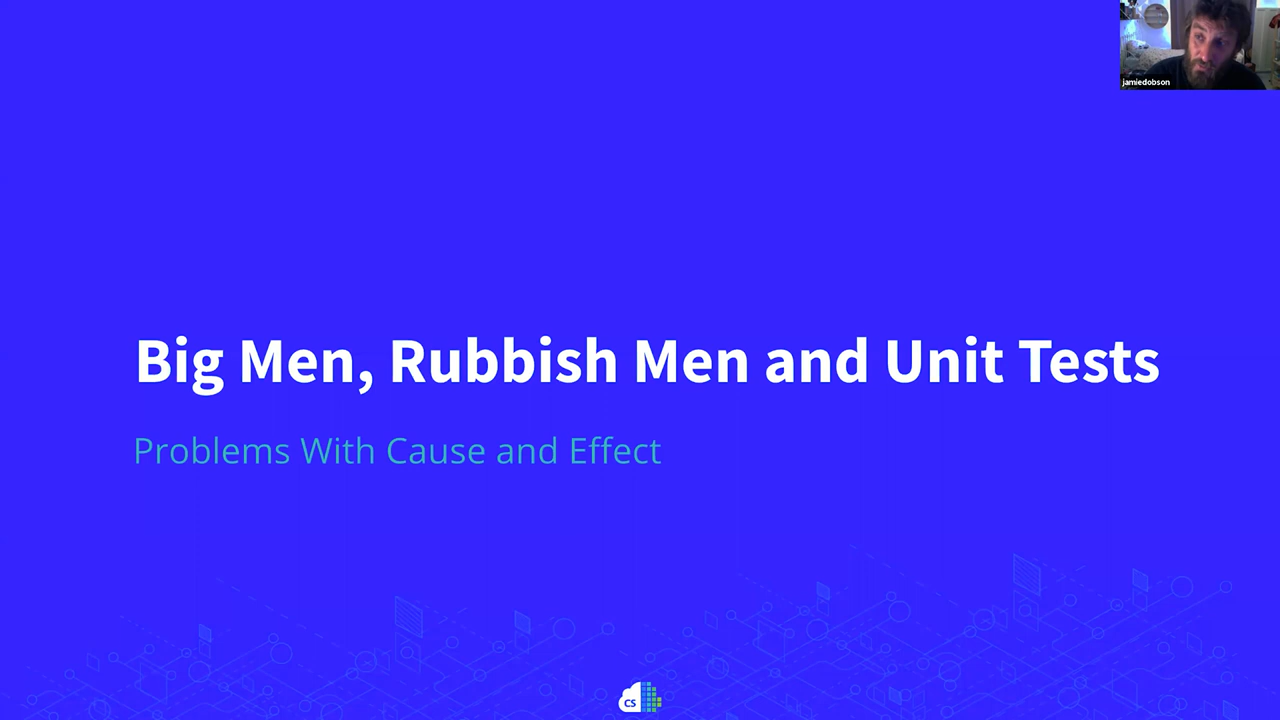 jamiedobson
Big Men, Rubbish Men and Unit Tests
Problems With Cause and Effect
CS